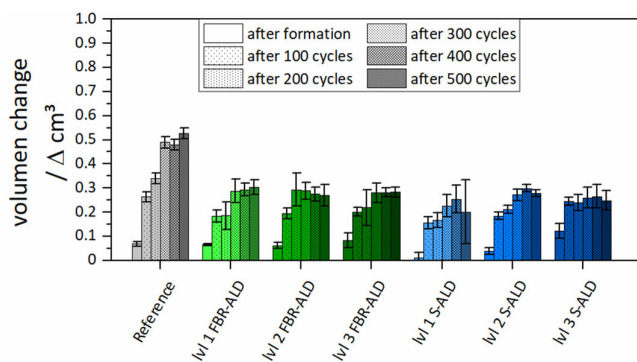 after formation
after 100 cycles
after 200 cycles
after 300 cycles
after 400 cycles
after 500 cycles
volumen change
/ Δ cm³
1,0
0,9
0,8
0,7
0,6
0,5
0,4
0,3
0,2
0,1
0
Reference
lvl 1 FBR-ALD
lvl 2 FBR-ALD
lvl 3 FBR-ALD
lvl 1 S-ALD
lvl 2 S-ALD
lvl 3 S-ALD